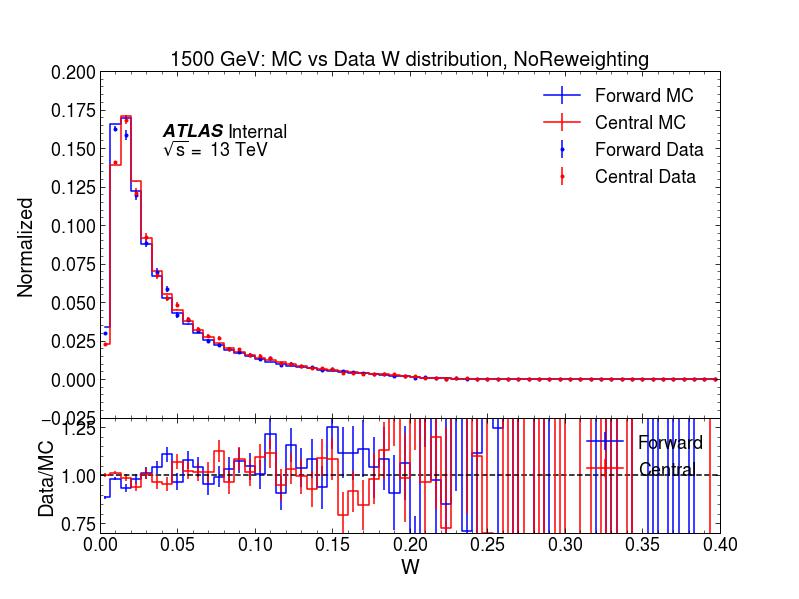 1500 GeV: MC vs Data W distribution, NoReweighting
0.200
0.175
0.150
0.125
0.100
0.075
0.050
0.025
0.000
−0.025
Normalized
ATLAS Internal
√s = 13 TeV
Forward MC
Central MC
Forward Data
Central Data
1.25
1.00
0.75
Data/MC
Forward
Central
0.00 0.05 0.10 0.15 0.20 0.25 0.30 0.35 0.40
W